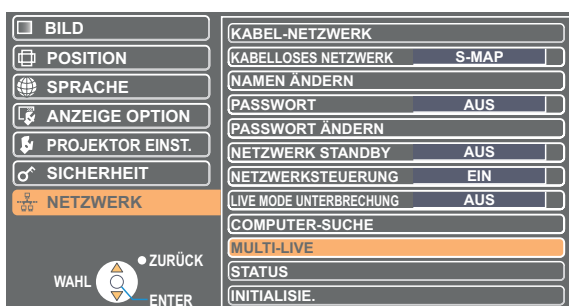 BILD
POSITION
SPRACHE
ANZEIGE OPTION
PROJEKTOR EINST.
SICHERHEIT
NETZWERK
ZURÜCK
WAHL
ENTER
KABEL-NETZWERK
KABELLOSES NETZWERK S-MAP
NAMEN ÄNDERN
PASSWORT AUS
PASSWORT ÄNDERN
NETZWERK STANDBY AUS
NETZWERKSTEUERUNG EIN
LIVE MODE UNTERBRECHUNG AUS
COMPUTER-SUCHE
MULTI-LIVE
STATUS
INITIALISIE.